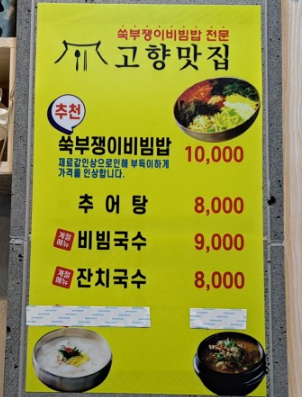 쑥부쟁이비빔밥 전문
고향맛집
추천
쑥부쟁이비빔밥 10,000
재료값인상으로인해 부득이하게
가격을 인상합니다.
추어탕 8,000
계절
메뉴
비빔국수 9,000
계절
메뉴
잔치국수 8,000